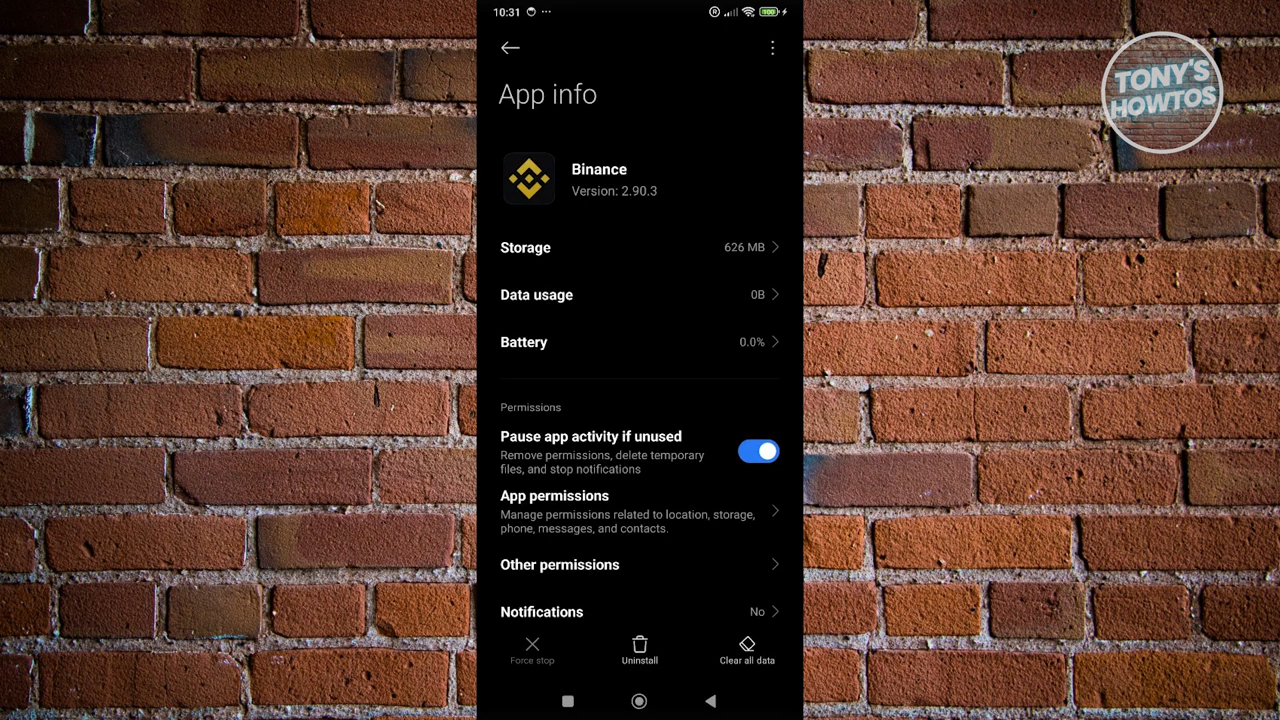 10:31
100
App info
Binance
Version: 2.90.3
Storage
626 MB
Data usage
0B
Battery
0.0%
Permissions
Pause app activity if unused
Remove permissions, delete temporary
files, and stop notifications
App permissions
Manage permissions related to location, storage,
phone, messages, and contacts.
Other permissions
Notifications
No
Force stop
Uninstall
Clear all data
TONY'S
HOWTOS